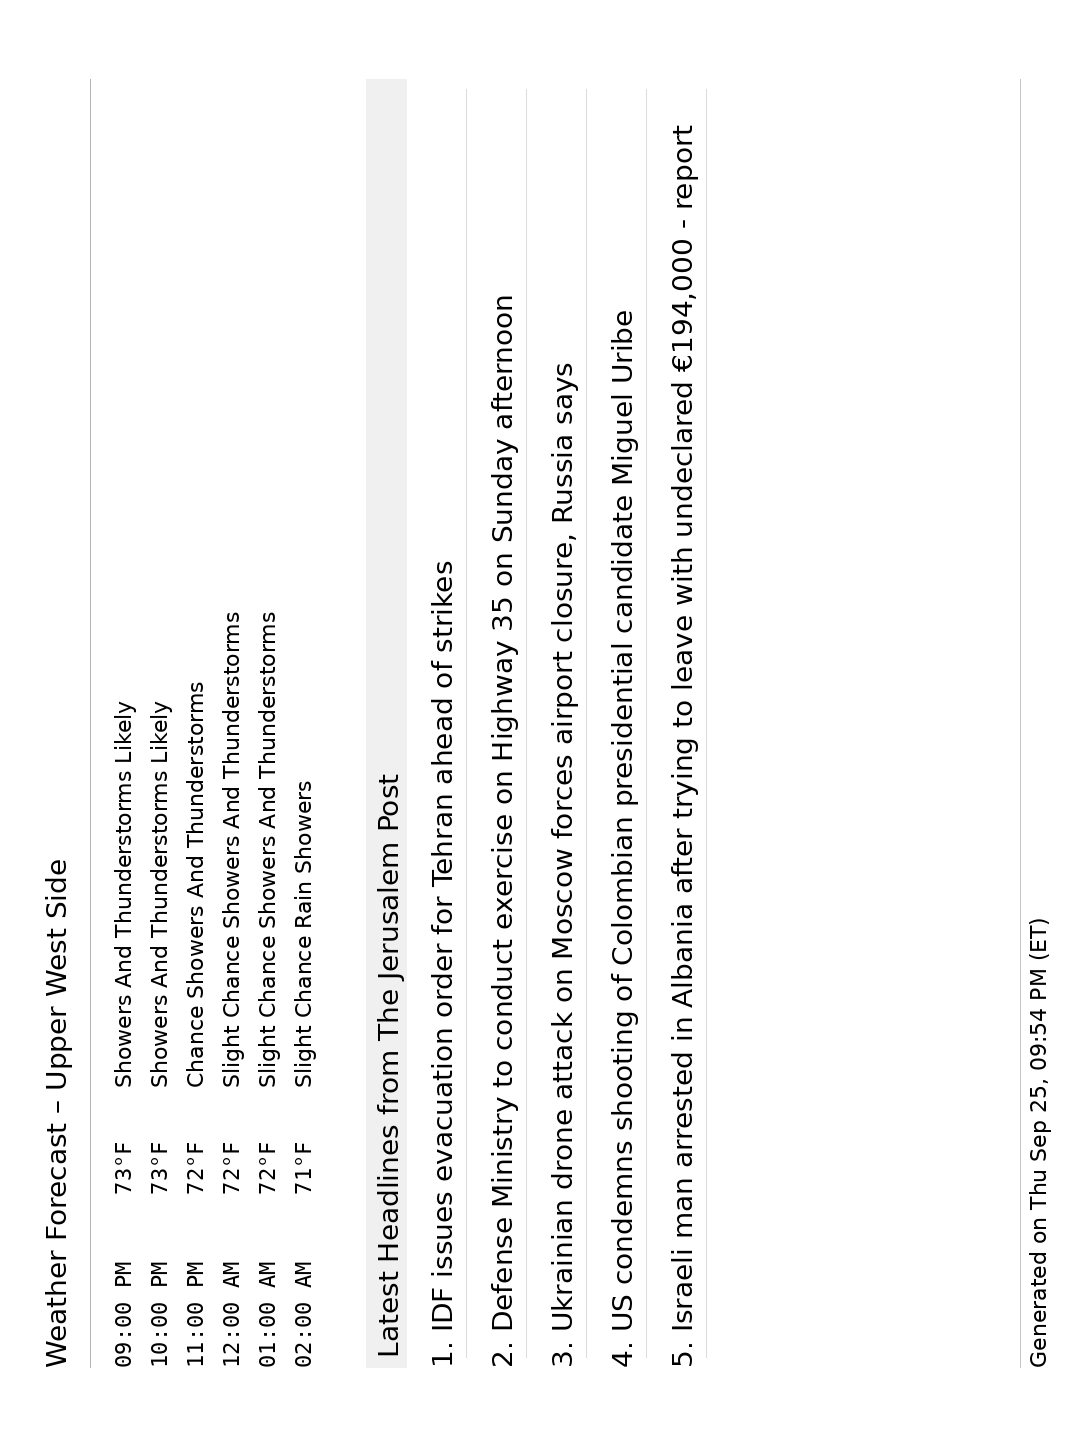 Weather Forecast – Upper West Side
09:00 PM 73°F Showers And Thunderstorms Likely
10:00 PM 73°F Showers And Thunderstorms Likely
11:00 PM 72°F Chance Showers And Thunderstorms
12:00 AM 72°F Slight Chance Showers And Thunderstorms
01:00 AM 72°F Slight Chance Showers And Thunderstorms
02:00 AM 71°F Slight Chance Rain Showers
Latest Headlines from The Jerusalem Post
1. IDF issues evacuation order for Tehran ahead of strikes
2. Defense Ministry to conduct exercise on Highway 35 on Sunday afternoon
3. Ukrainian drone attack on Moscow forces airport closure, Russia says
4. US condemns shooting of Colombian presidential candidate Miguel Uribe
5. Israeli man arrested in Albania after trying to leave with undeclared €194,000 - report
Generated on Thu Sep 25, 09:54 PM (ET)